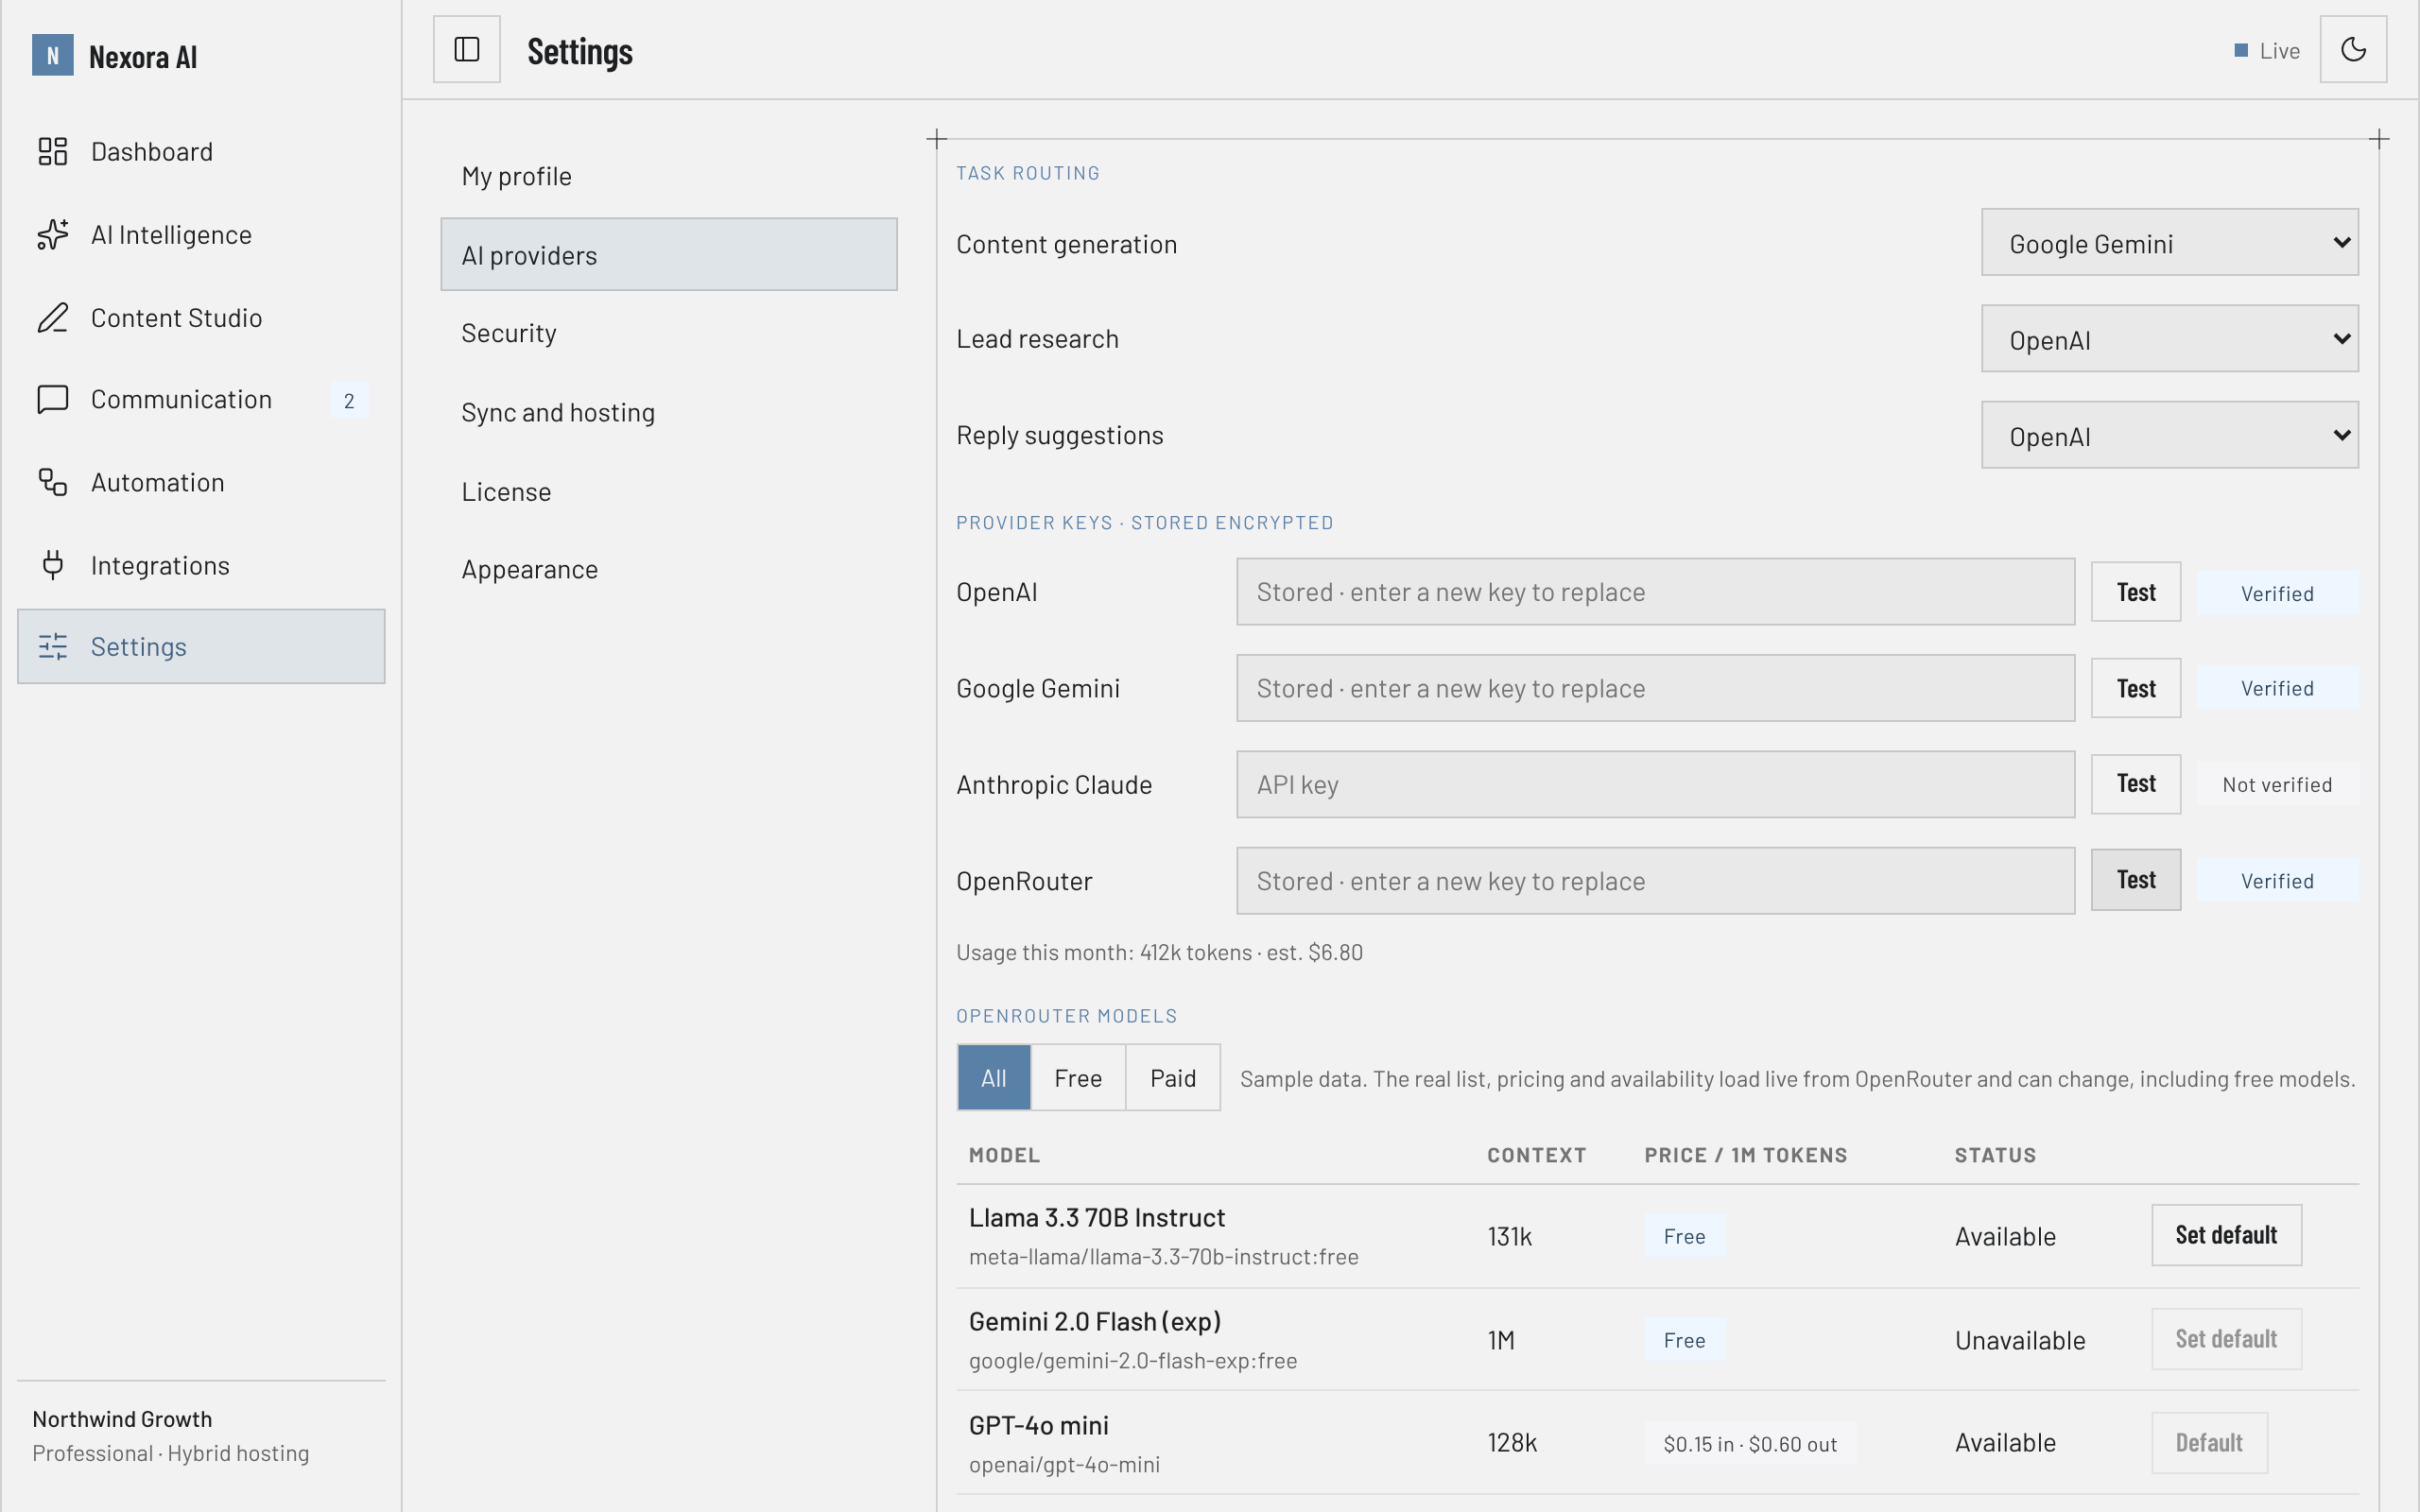 N Nexora AI
Dashboard
AI Intelligence
Content Studio
Communication 2
Automation
Integrations
Settings
Northwind Growth
Professional · Hybrid hosting
Settings
Live
My profile
AI providers
Security
Sync and hosting
License
Appearance
TASK ROUTING
Content generation Google Gemini
Lead research OpenAI
Reply suggestions OpenAI
PROVIDER KEYS · STORED ENCRYPTED
OpenAI Stored · enter a new key to replace Test Verified
Google Gemini Stored · enter a new key to replace Test Verified
Anthropic Claude API key Test Not verified
OpenRouter Stored · enter a new key to replace Test Verified
Usage this month: 412k tokens · est. $6.80
OPENROUTER MODELS
All Free Paid Sample data. The real list, pricing and availability load live from OpenRouter and can change, including free models.
MODEL CONTEXT PRICE / 1M TOKENS STATUS
Llama 3.3 70B Instruct 131k Free Available Set default
meta-llama/llama-3.3-70b-instruct:free
Gemini 2.0 Flash (exp) 1M Free Unavailable Set default
google/gemini-2.0-flash-exp:free
GPT-4o mini 128k $0.15 in · $0.60 out Available Default
openai/gpt-4o-mini